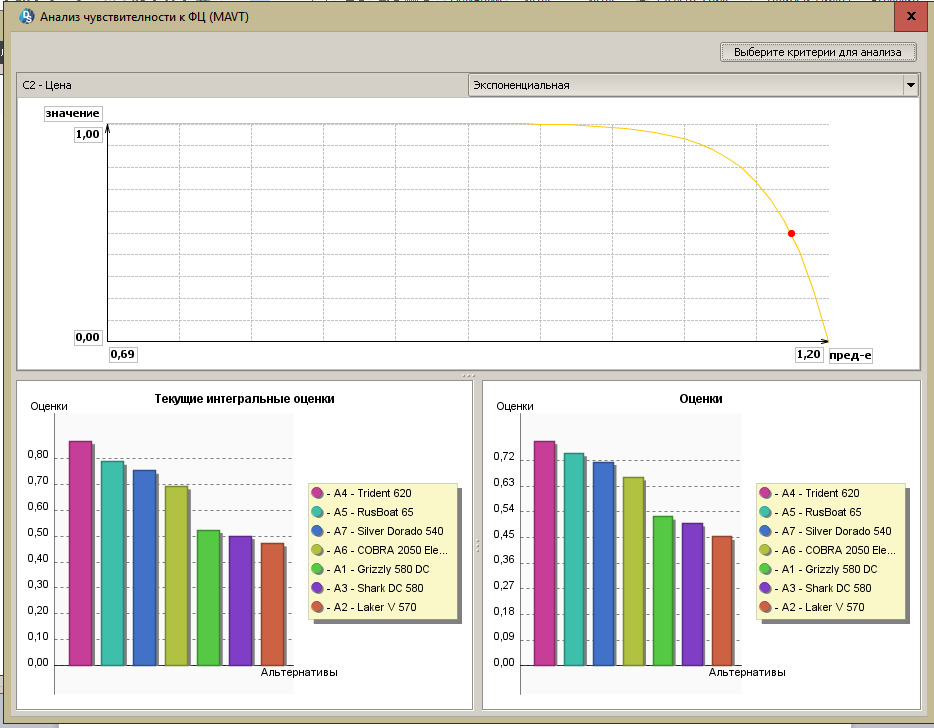 Анализ чувствителности к ФЦ (MAVT)
Выберите критерии для анализа
C2 - Цена
Экспоненциальная
значение
1,00
0,00
0,69
1,20
пред-е
Текущие интегральные оценки
Оценки
0,80
0,70
0,60
0,50
0,40
0,30
0,20
0,10
0,00
Альтернативы
- A4 - Trident 620
- A5 - RusBoat 65
- A7 - Silver Dorado 540
- A6 - COBRA 2050 Ele...
- A1 - Grizzly 580 DC
- A3 - Shark DC 580
- A2 - Laker V 570
Оценки
Оценки
0,72
0,63
0,54
0,45
0,36
0,27
0,18
0,09
0,00
Альтернативы
- A4 - Trident 620
- A5 - RusBoat 65
- A7 - Silver Dorado 540
- A6 - COBRA 2050 Ele...
- A1 - Grizzly 580 DC
- A3 - Shark DC 580
- A2 - Laker V 570